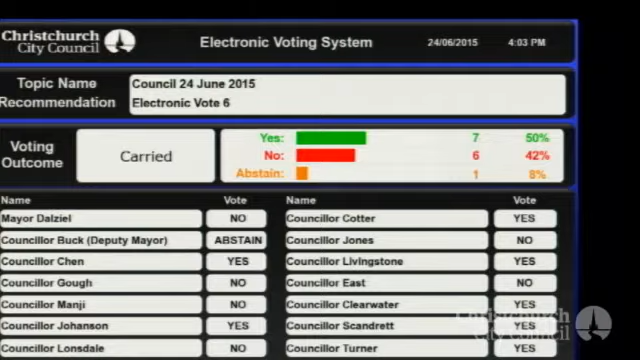 Christchurch
City Council
Electronic Voting System
24/06/2015
4:03 PM
Topic Name
Recommendation
Council 24 June 2015
Electronic Vote 6
Voting
Outcome
Carried
Yes: 7 50%
No: 6 42%
Abstain: 1 8%
Name Vote Name Vote
Mayor Dalziel NO Councillor Cotter YES
Councillor Buck (Deputy Mayor) ABSTAIN Councillor Jones NO
Councillor Chen YES Councillor Livingstone YES
Councillor Gough NO Councillor East NO
Councillor Manji NO Councillor Clearwater YES
Councillor Johanson YES Councillor Scandrett YES
Councillor Lonsdale NO Councillor Turner YES
Christchurch
City Council